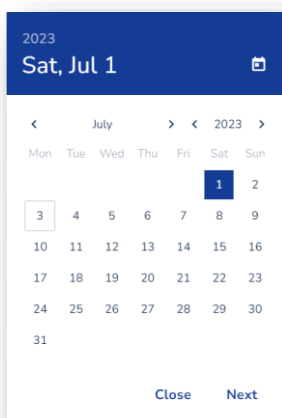 2023
Sat, Jul 1
July 2023
Mon Tue Wed Thu Fri Sat Sun
1 2
3 4 5 6 7 8 9
10 11 12 13 14 15 16
17 18 19 20 21 22 23
24 25 26 27 28 29 30
31
Close Next